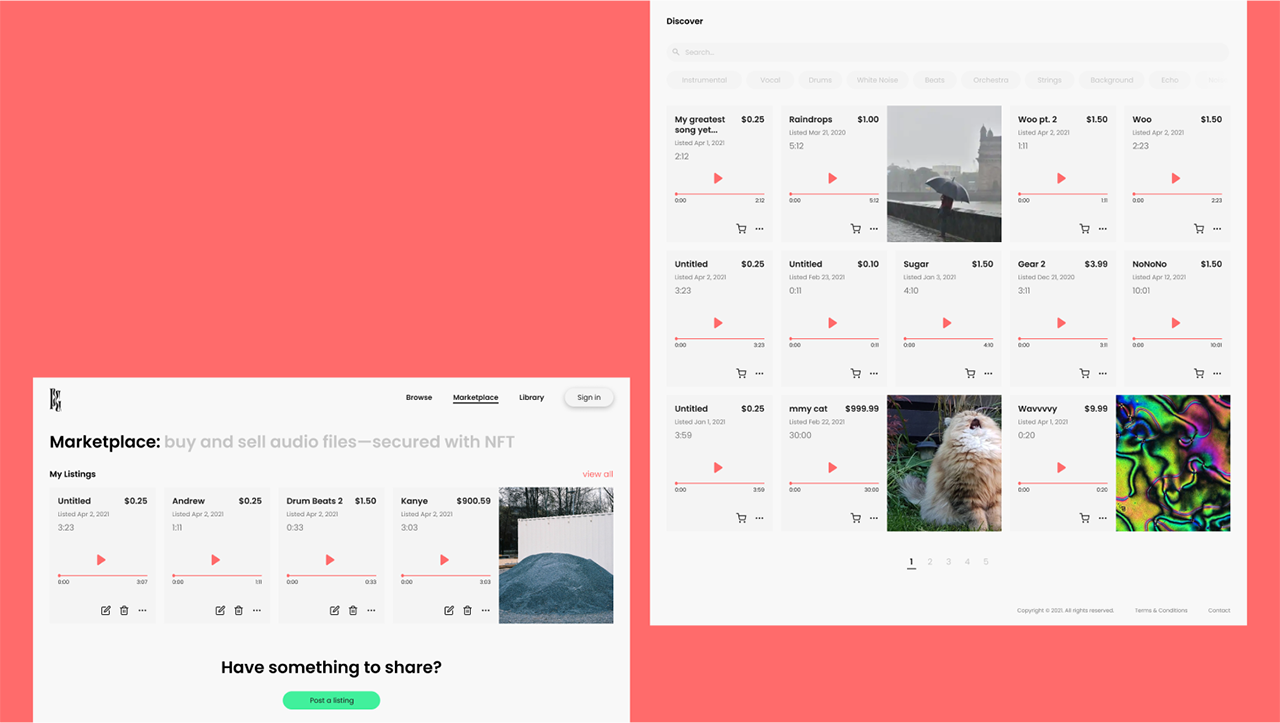 Browse
Marketplace
Library
Sign in
Marketplace: buy and sell audio files—secured with NFT
My Listings
view all
Untitled $0.25
Listed Apr 2, 2021
3:23
0:00 3:07
Andrew $0.25
Listed Apr 2, 2021
1:11
0:00 1:11
Drum Beats 2 $1.50
Listed Apr 2, 2021
0:33
0:00 0:33
Kanye $900.59
Listed Apr 2, 2021
3:03
0:00 3:03
Have something to share?
Post a listing
Discover
Search...
Instrumental
Vocal
Drums
White Noise
Beats
Orchestra
Strings
Background
Echo
My greatest $0.25
song yet...
Listed Apr 1, 2021
2:12
0:00 2:12
Raindrops $1.00
Listed Mar 21, 2020
5:12
0:00 5:12
Woo pt. 2 $1.50
Listed Apr 2, 2021
1:11
0:00 1:11
Woo $1.50
Listed Apr 2, 2021
2:23
0:00 2:23
Untitled $0.25
Listed Apr 2, 2021
3:23
0:00 3:23
Untitled $0.10
Listed Feb 23, 2021
0:11
0:00 0:11
Sugar $1.50
Listed Jan 3, 2021
4:10
0:00 4:10
Gear 2 $3.99
Listed Dec 21, 2020
3:11
0:00 3:11
NoNoNo $1.50
Listed Apr 12, 2021
10:01
0:00 10:01
Untitled $0.25
Listed Jan 1, 2021
3:59
0:00 3:59
mmy cat $999.99
Listed Feb 22, 2021
30:00
0:00 30:00
Wavvvvy $9.99
Listed Apr 1, 2021
0:20
0:00 0:20
1 2 3 4 5
Copyright © 2021. All rights reserved.
Terms & Conditions
Contact